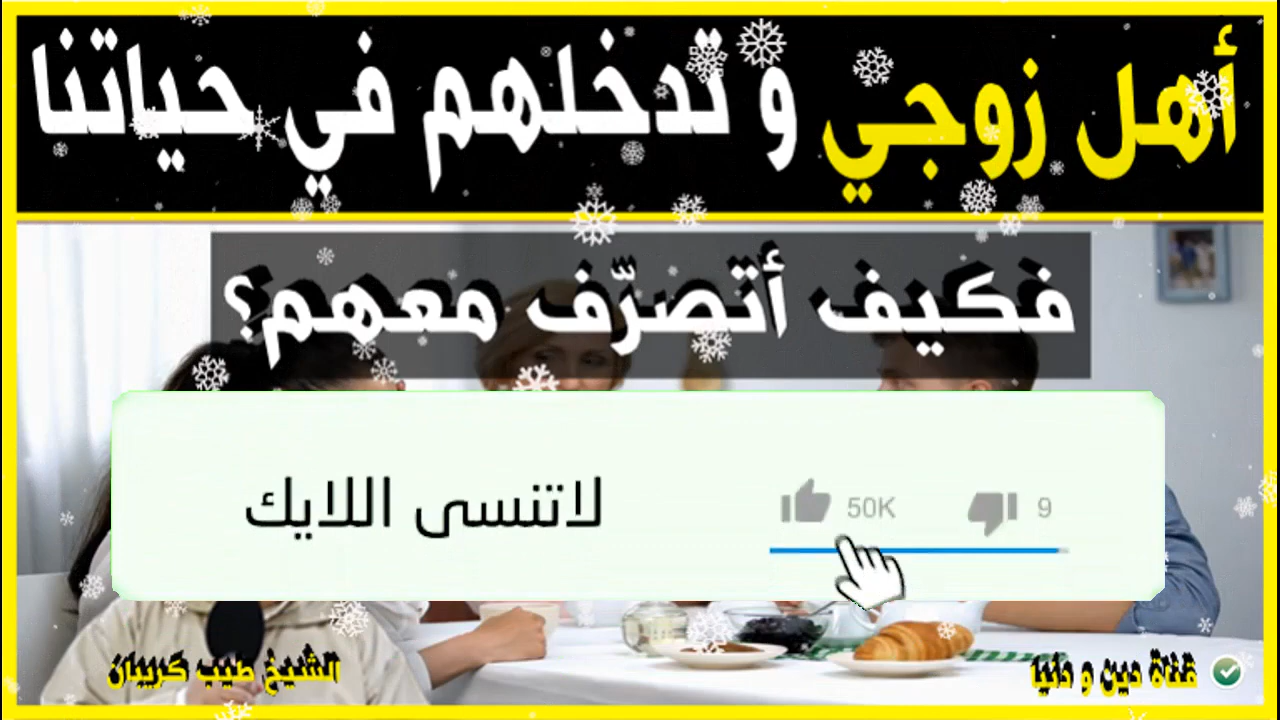 أهل زوجي و تدخلهم في حياتنا
فكيف أتصرّف معهم؟
لاتنسى اللايك
50K
9
الشيخ طيب كريبان
قناة دين و دنيا